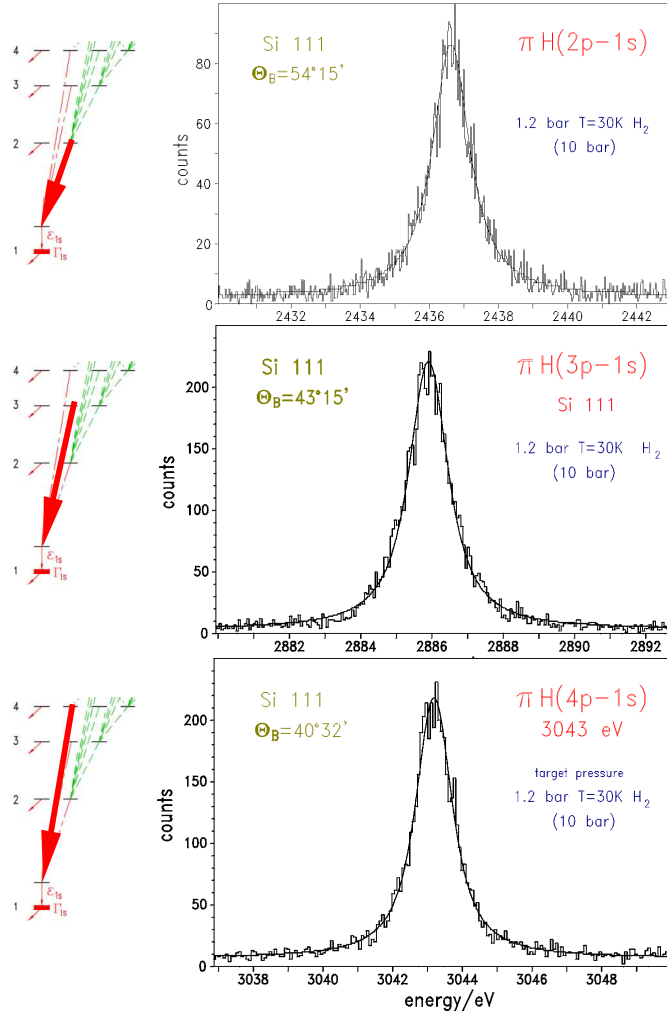 4
3
2
1
ε1s
Γ1s
Si 111
ΘB=54°15'
πH(2p-1s)
1.2 bar T=30K H2
(10 bar)
counts
80
60
40
20
0
2432 2434 2436 2438 2440 2442
4
3
2
1
ε1s
Γ1s
Si 111
ΘB=43°15'
πH(3p-1s)
Si 111
1.2 bar T=30K H2
(10 bar)
counts
200
150
100
50
0
2882 2884 2886 2888 2890 2892
4
3
2
1
ε1s
Γ1s
Si 111
ΘB=40°32'
πH(4p-1s)
3043 eV
target pressure
1.2 bar T=30K H2
(10 bar)
counts
200
150
100
50
0
3038 3040 3042 3044 3046 3048
energy/eV